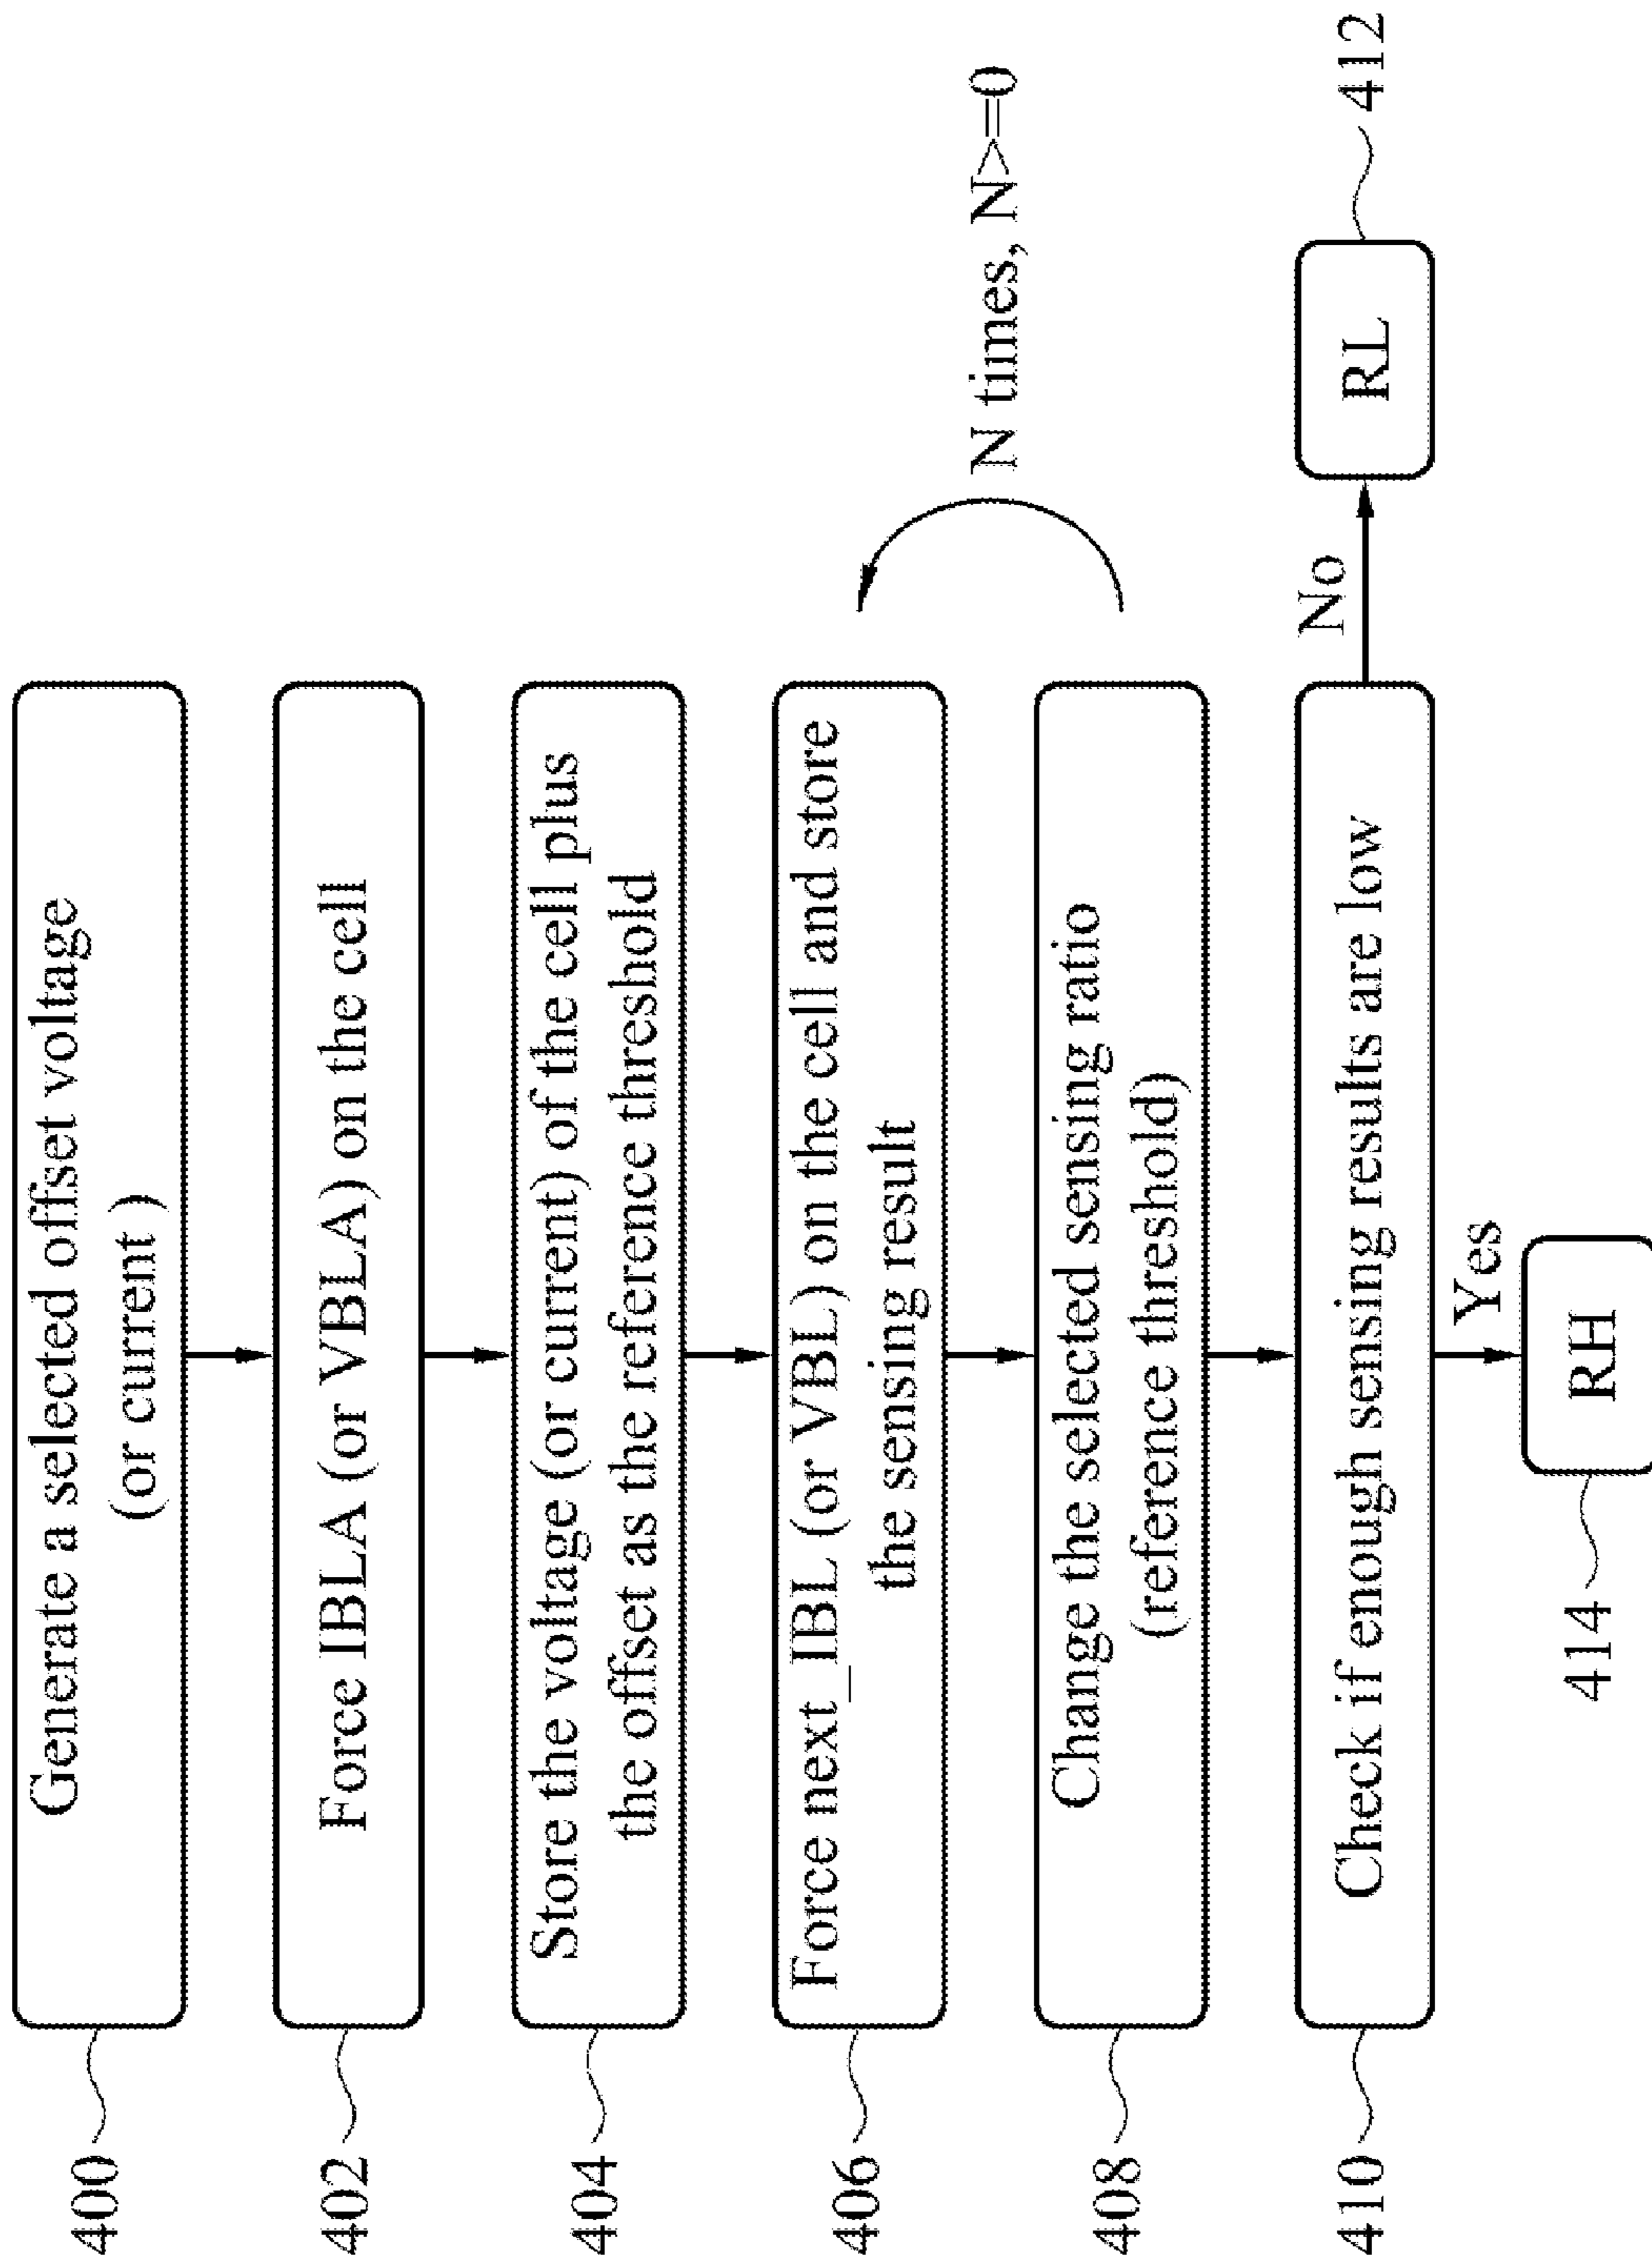 400
Generate a selected offset voltage
(or current )
402
Force IBLA (or VBLA) on the cell
404
Store the voltage (or current) of the cell plus
the offset as the reference threshold
406
Force next_IBL (or VBL) on the cell and store
the sensing result
N times, N>=0
408
Change the selected sensing ratio
(reference threshold)
410
Check if enough sensing results are low
No
RL
412
Yes
414
RH